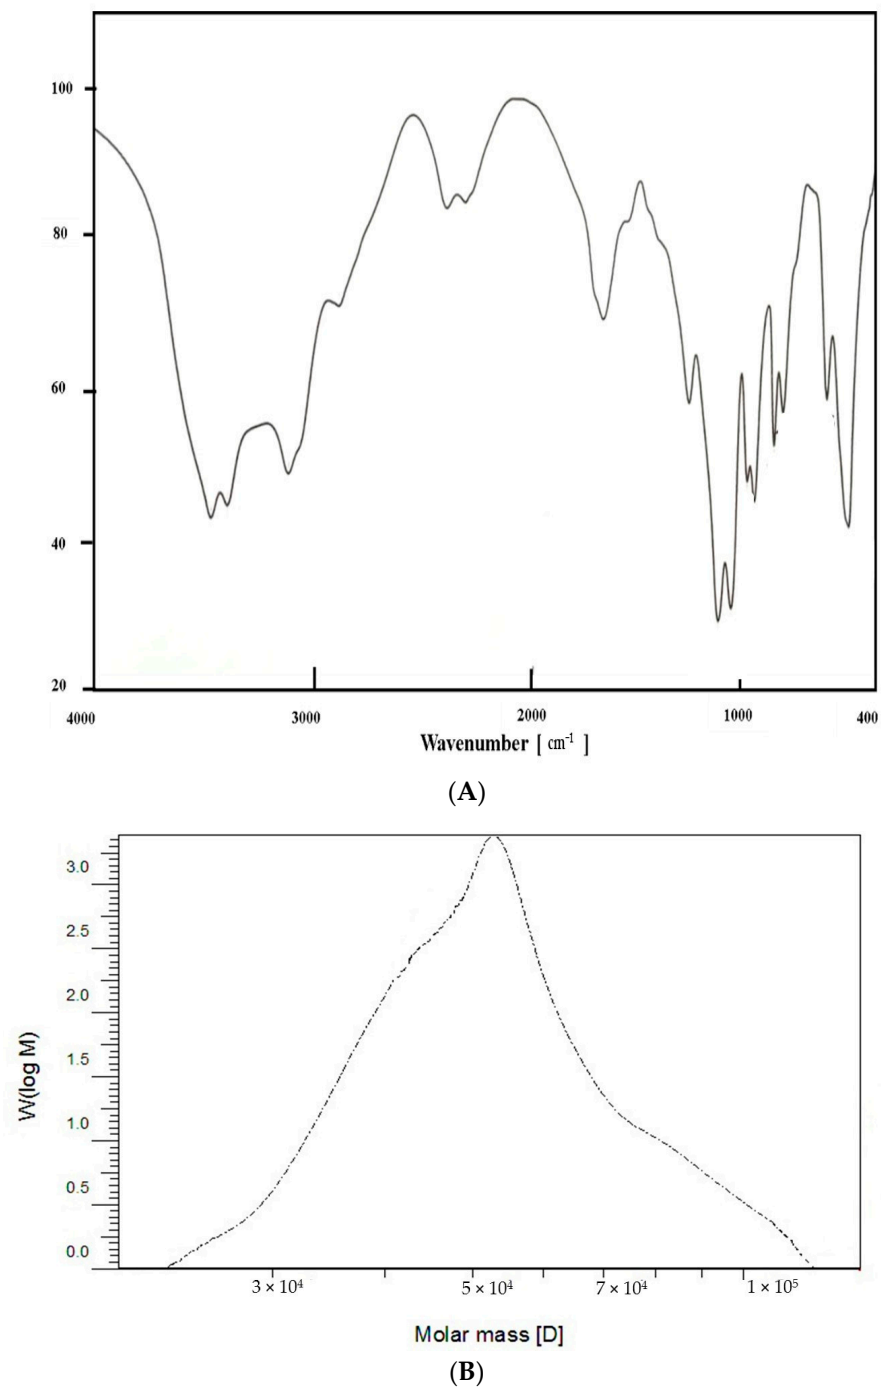 100
80
60
40
20
4000 3000 2000 1000 400
Wavenumber [ cm⁻¹ ]
(A)
3.0
2.5
2.0
1.5
1.0
0.5
0.0
W(log M)
3 × 10⁴ 5 × 10⁴ 7 × 10⁴ 1 × 10⁵
Molar mass [D]
(B)